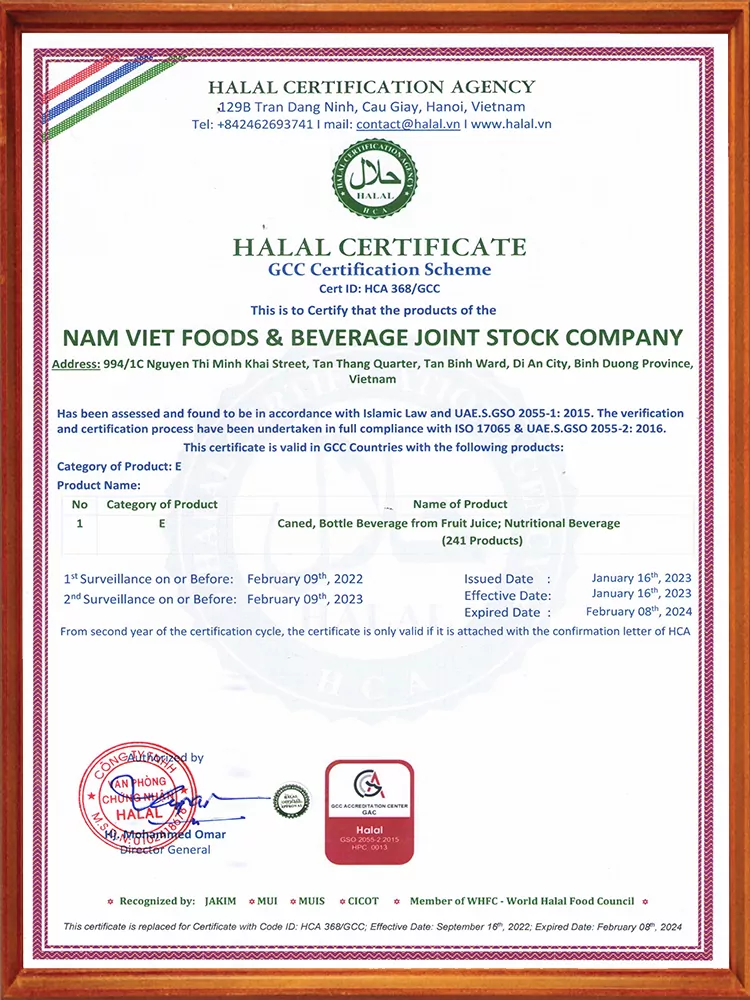 HALAL CERTIFICATION AGENCY
129B Tran Dang Ninh, Cau Giay, Hanoi, Vietnam
Tel: +842462693741 I mail: contact@halal.vn I www.halal.vn
HALAL CERTIFICATION AGENCY
حلال
HALAL
HCA
HALAL CERTIFICATE
GCC Certification Scheme
Cert ID: HCA 368/GCC
This is to Certify that the products of the
NAM VIET FOODS & BEVERAGE JOINT STOCK COMPANY
Address: 994/1C Nguyen Thi Minh Khai Street, Tan Thang Quarter, Tan Binh Ward, Di An City, Binh Duong Province,
Vietnam
Has been assessed and found to be in accordance with Islamic Law and UAE.S.GSO 2055-1: 2015. The verification
and certification process have been undertaken in full compliance with ISO 17065 & UAE.S.GSO 2055-2: 2016.
This certificate is valid in GCC Countries with the following products:
Category of Product: E
Product Name:
No Category of Product Name of Product
1 E Caned, Bottle Beverage from Fruit Juice; Nutritional Beverage
(241 Products)
1st Surveillance on or Before: February 09th, 2022 Issued Date : January 16th, 2023
2nd Surveillance on or Before: February 09th, 2023 Effective Date: January 16th, 2023
Expired Date : February 08th, 2024
From second year of the certification cycle, the certificate is only valid if it is attached with the confirmation letter of HCA
HALAL
HCA
Authorized by
CÔNG TY TNHH
VĂN PHÒNG
CHỨNG NHẬN
HALAL
Hj. Mohammed Omar
Director General
GCC ACCREDITATION CENTER
GAC
Halal
GSO 2055-2:2015
HPC_0013
Recognized by: JAKIM MUI MUIS CICOT Member of WHFC - World Halal Food Council
This certificate is replaced for Certificate with Code ID: HCA 368/GCC; Effective Date: September 16th, 2022; Expired Date: February 08th, 2024